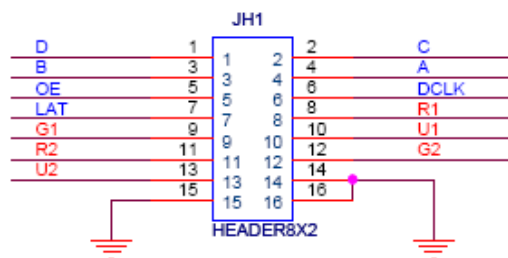 JH1
D 1 1 2 2 C
B 3 3 4 4 A
OE 5 5 6 6 DCLK
LAT 7 7 8 8 R1
G1 9 9 10 10 U1
R2 11 11 12 12 G2
U2 13 13 14 14
15 15 16 16
HEADER8X2